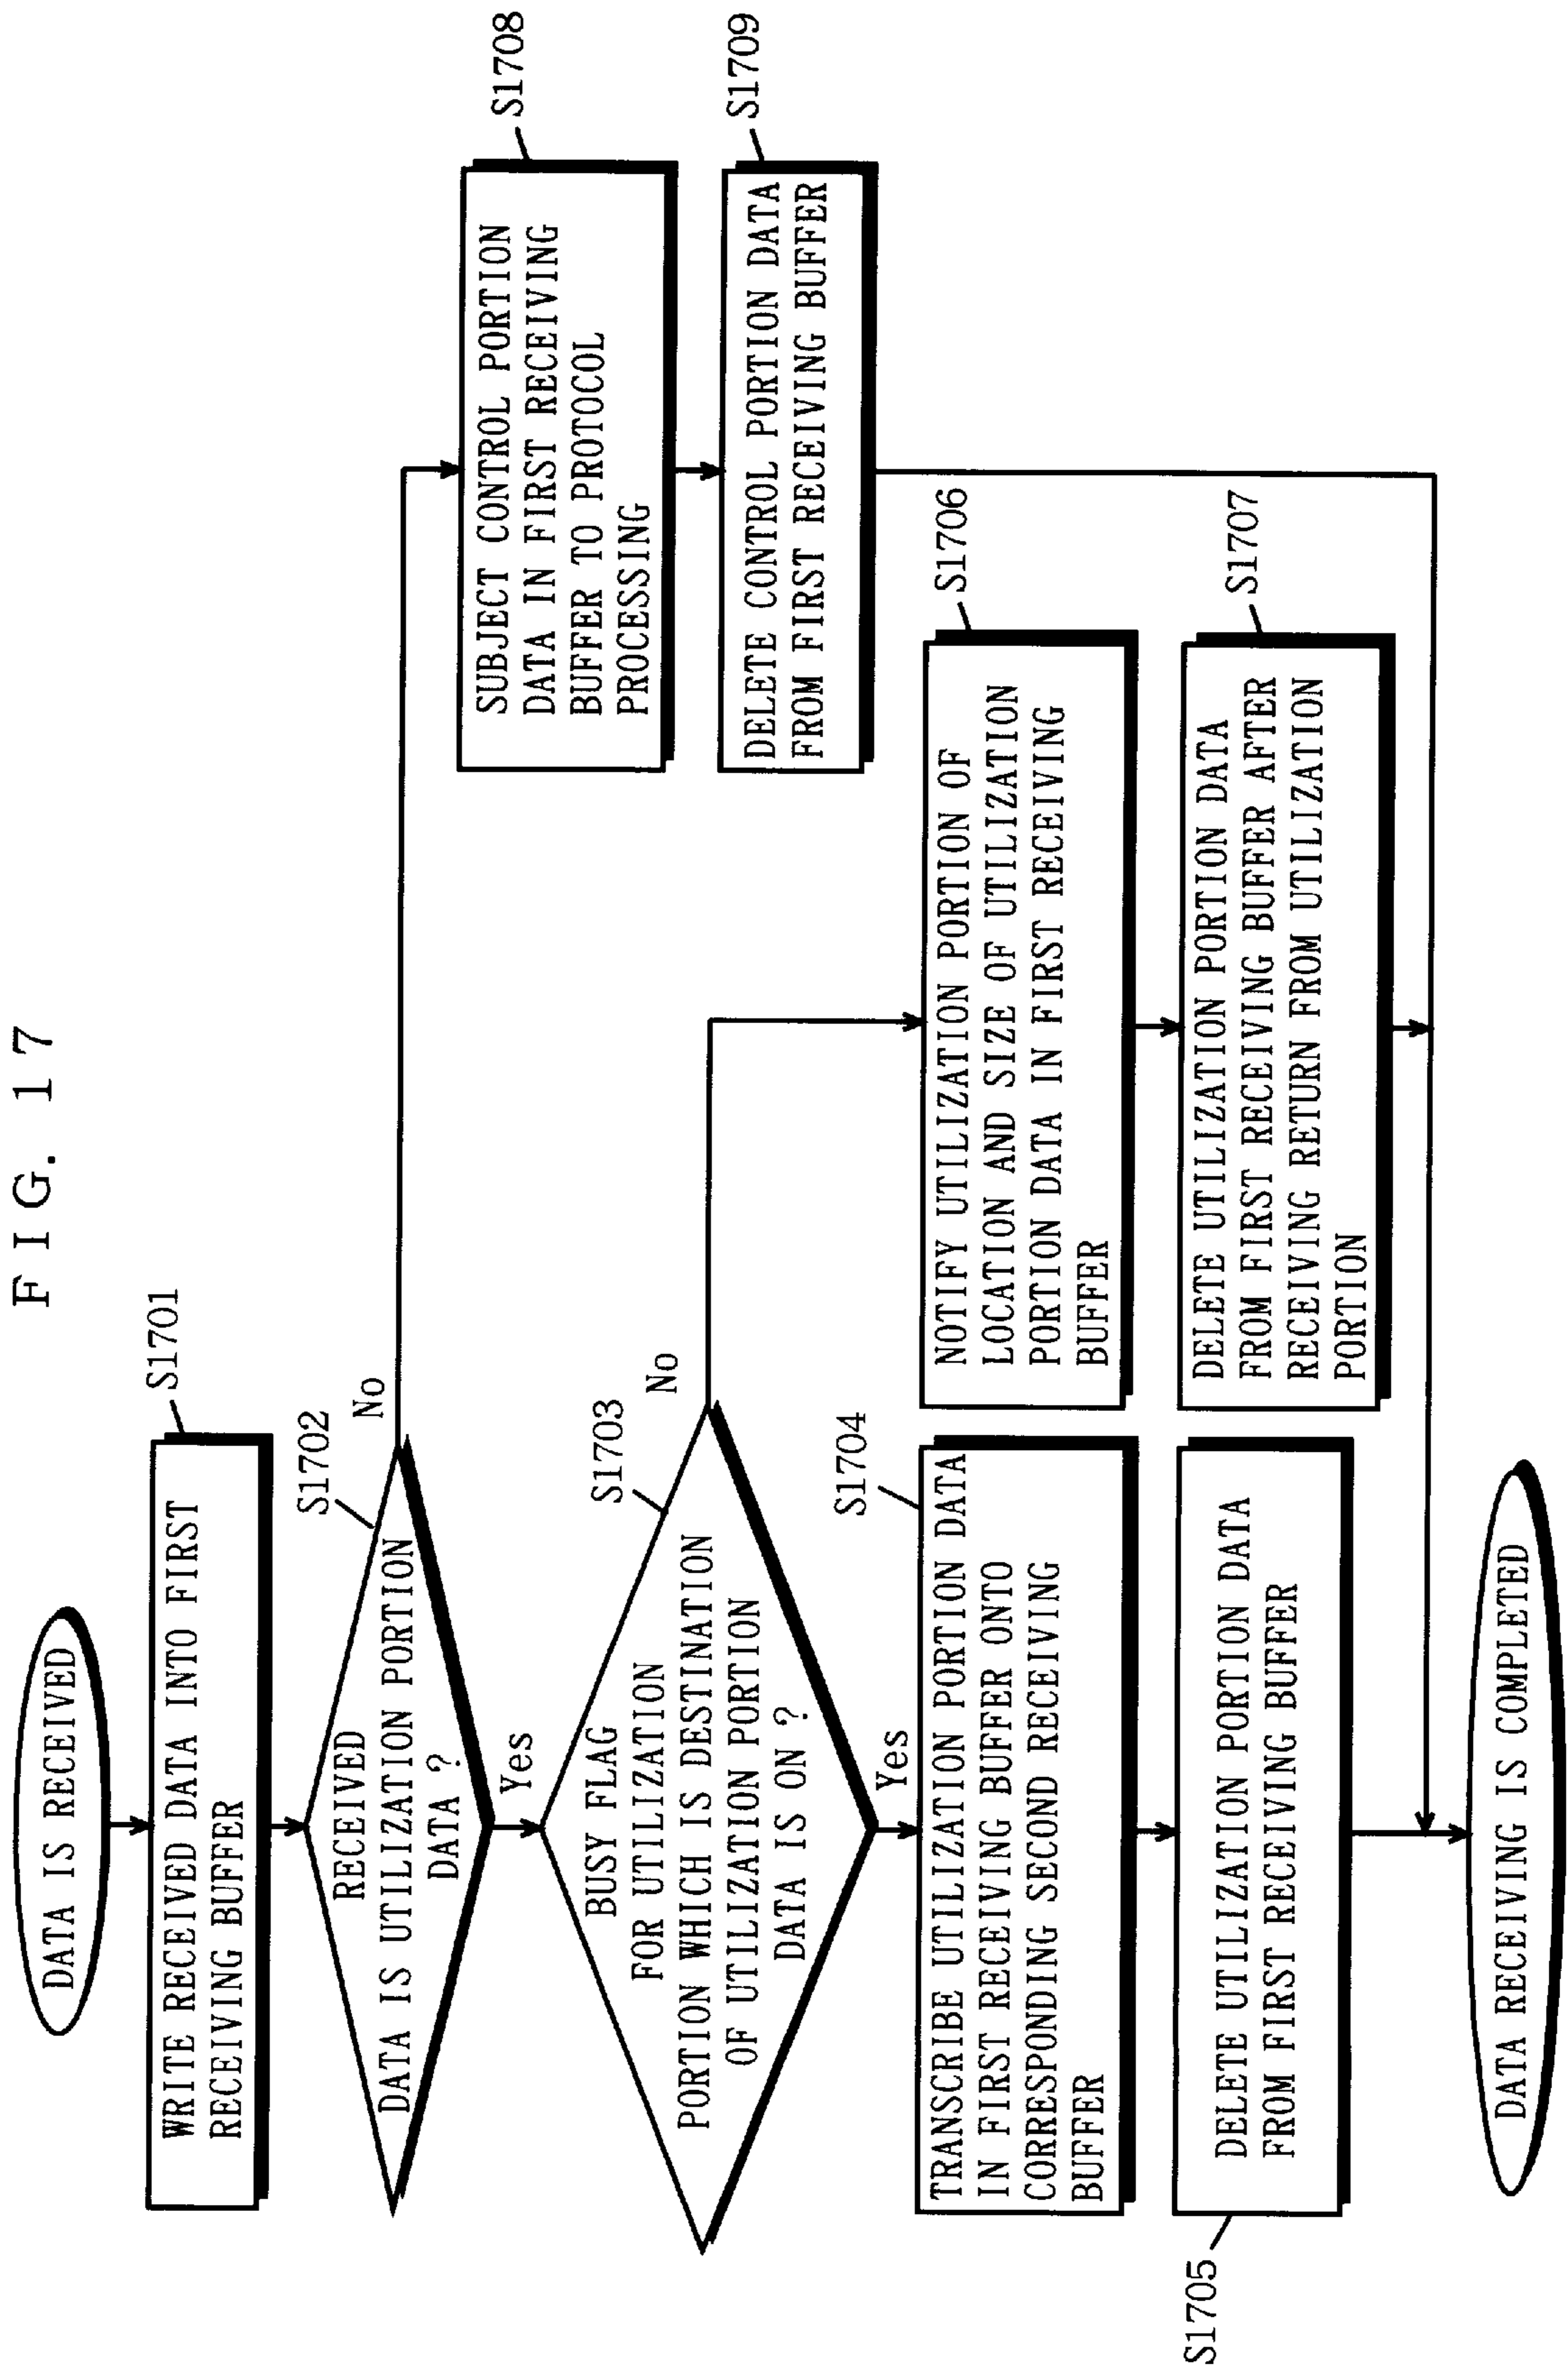 FIG. 17
DATA IS RECEIVED
S1701
WRITE RECEIVED DATA INTO FIRST
RECEIVING BUFFER
S1702
RECEIVED
DATA IS UTILIZATION PORTION
DATA ?
No
Yes
S1703
BUSY FLAG
FOR UTILIZATION
PORTION WHICH IS DESTINATION
OF UTILIZATION PORTION
DATA IS ON ?
No
Yes
S1704
TRANSCRIBE UTILIZATION PORTION DATA
IN FIRST RECEIVING BUFFER ONTO
CORRESPONDING SECOND RECEIVING
BUFFER
S1705
DELETE UTILIZATION PORTION DATA
FROM FIRST RECEIVING BUFFER
S1706
NOTIFY UTILIZATION PORTION OF
LOCATION AND SIZE OF UTILIZATION
PORTION DATA IN FIRST RECEIVING
BUFFER
S1707
DELETE UTILIZATION PORTION DATA
FROM FIRST RECEIVING BUFFER AFTER
RECEIVING RETURN FROM UTILIZATION
PORTION
S1708
SUBJECT CONTROL PORTION
DATA IN FIRST RECEIVING
BUFFER TO PROTOCOL
PROCESSING
S1709
DELETE CONTROL PORTION DATA
FROM FIRST RECEIVING BUFFER
DATA RECEIVING IS COMPLETED